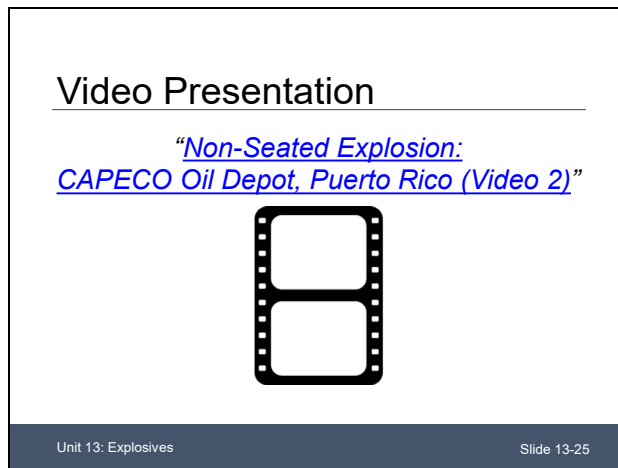 Video Presentation
“Non-Seated Explosion:
CAPECO Oil Depot, Puerto Rico (Video 2)”
Unit 13: Explosives
Slide 13-25